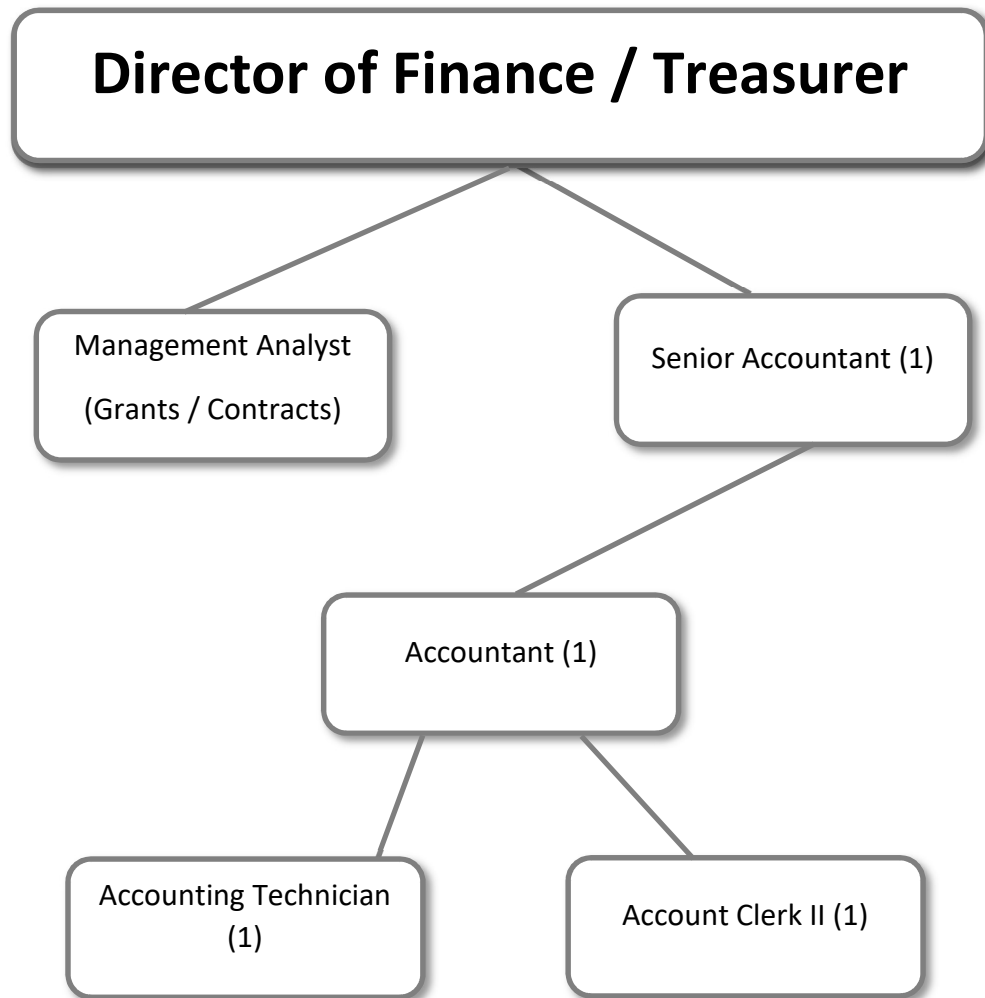 Director of Finance / Treasurer
Management Analyst
(Grants / Contracts)
Senior Accountant (1)
Accountant (1)
Accounting Technician
(1)
Account Clerk II (1)